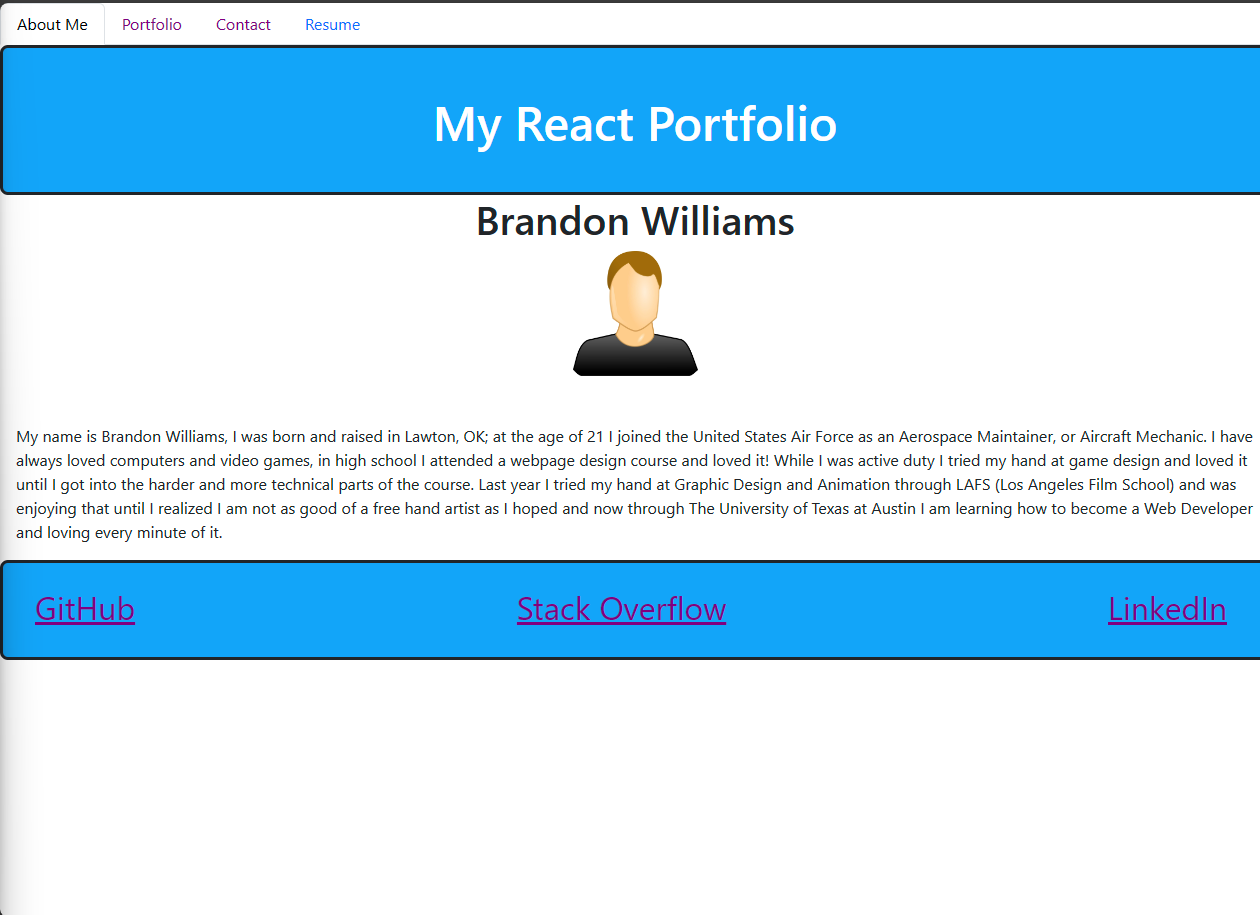 About Me Portfolio Contact Resume
My React Portfolio
Brandon Williams
My name is Brandon Williams, I was born and raised in Lawton, OK; at the age of 21 I joined the United States Air Force as an Aerospace Maintainer, or Aircraft Mechanic. I have
always loved computers and video games, in high school I attended a webpage design course and loved it! While I was active duty I tried my hand at game design and loved it
until I got into the harder and more technical parts of the course. Last year I tried my hand at Graphic Design and Animation through LAFS (Los Angeles Film School) and was
enjoying that until I realized I am not as good of a free hand artist as I hoped and now through The University of Texas at Austin I am learning how to become a Web Developer
and loving every minute of it.
GitHub Stack Overflow LinkedIn